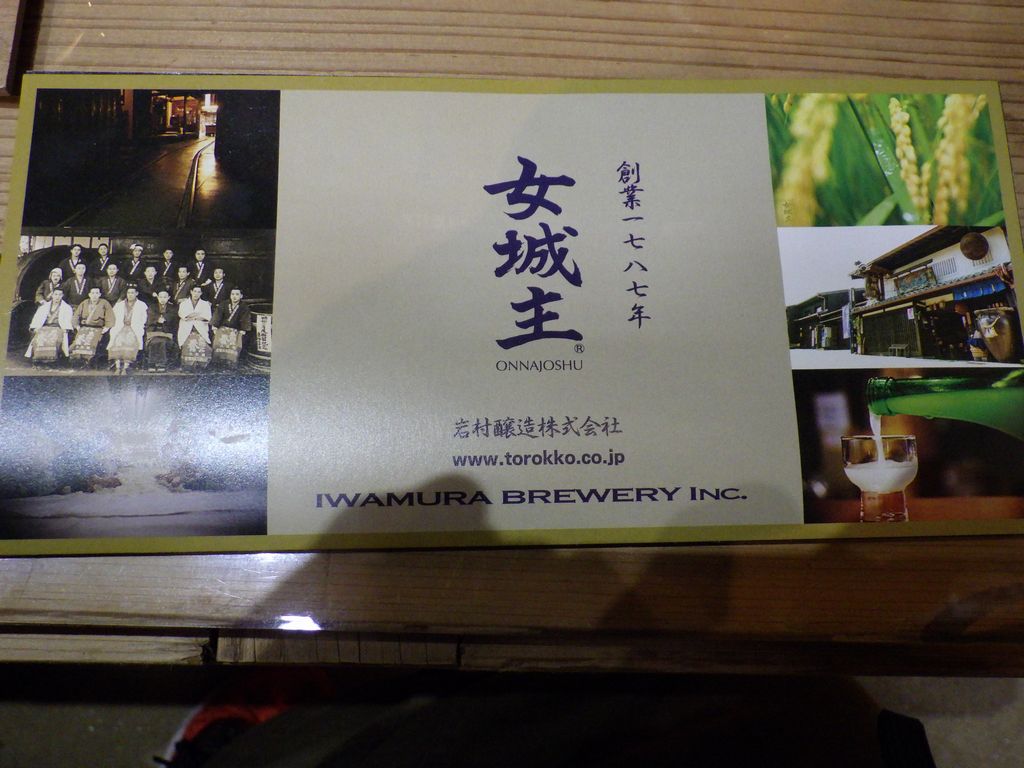 創業一七八七年
女城主
®
ONNAJOSHU
岩村醸造株式会社
www.torokko.co.jp
IWAMURA BREWERY INC.